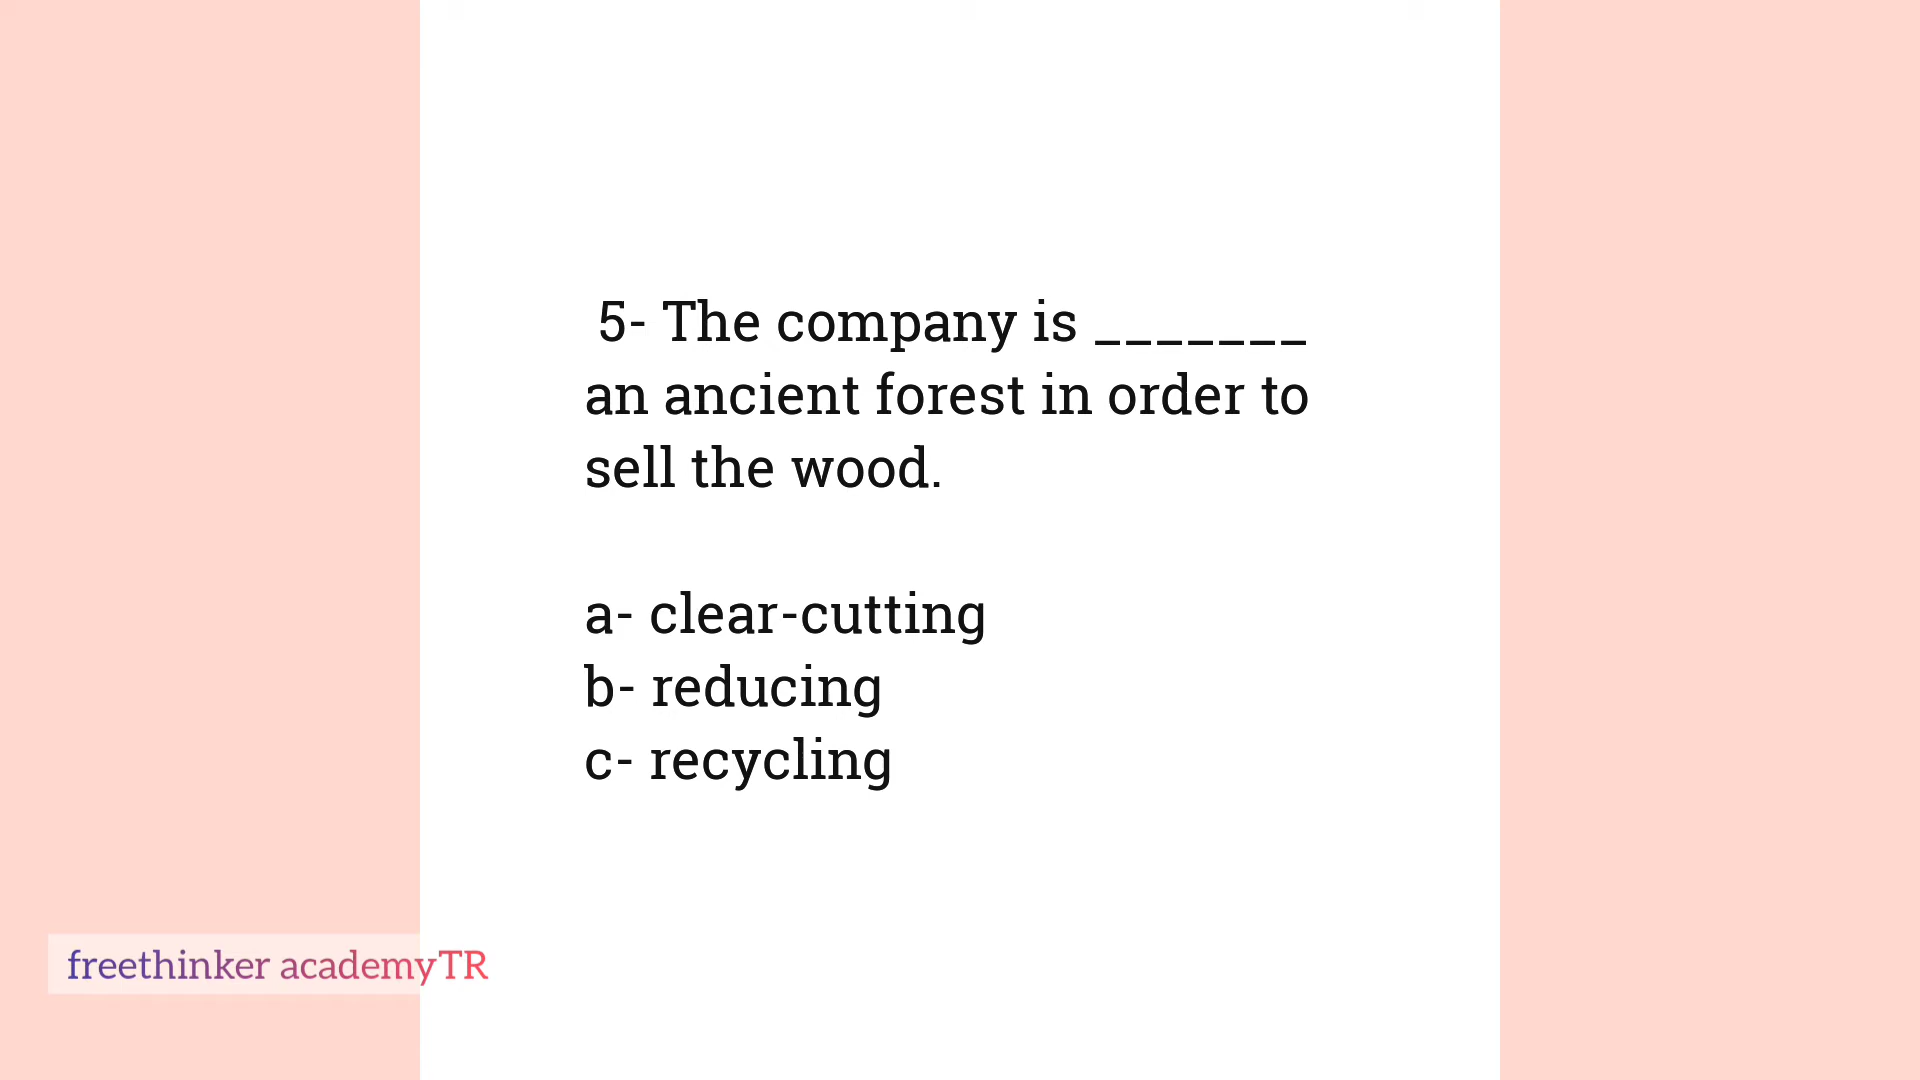 5- The company is _______
an ancient forest in order to
sell the wood.
a- clear-cutting
b- reducing
c- recycling
freethinker academyTR